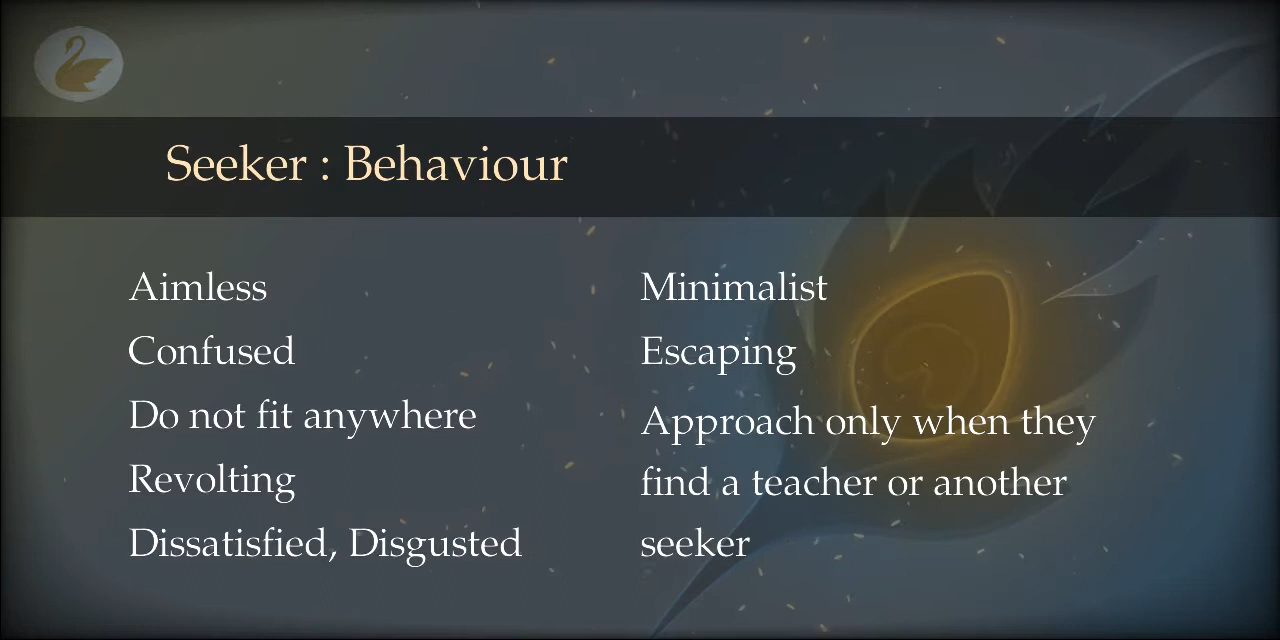 Seeker : Behaviour
Aimless
Confused
Do not fit anywhere
Revolting
Dissatisfied, Disgusted
Minimalist
Escaping
Approach only when they
find a teacher or another
seeker